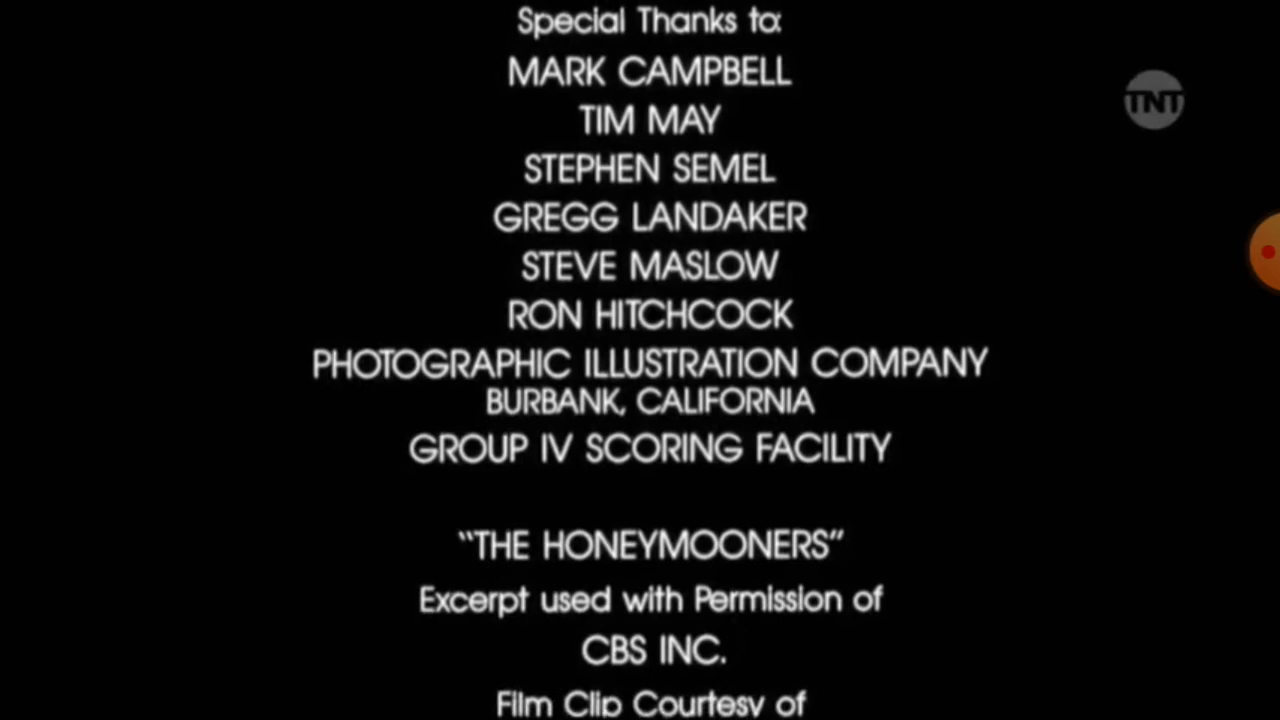 Special Thanks to:
MARK CAMPBELL
TIM MAY
STEPHEN SEMEL
GREGG LANDAKER
STEVE MASLOW
RON HITCHCOCK
PHOTOGRAPHIC ILLUSTRATION COMPANY
BURBANK, CALIFORNIA
GROUP IV SCORING FACILITY
"THE HONEYMOONERS"
Excerpt used with Permission of
CBS INC.
Film Clip Courtesy of
TNT